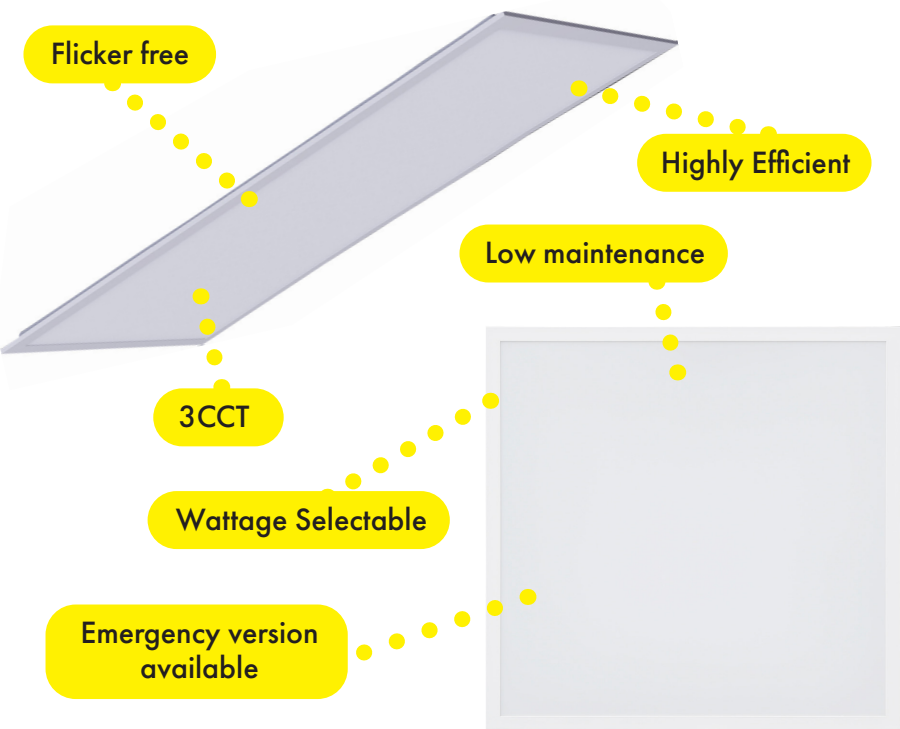 Flicker free
Highly Efficient
Low maintenance
3CCT
Wattage Selectable
Emergency version
available